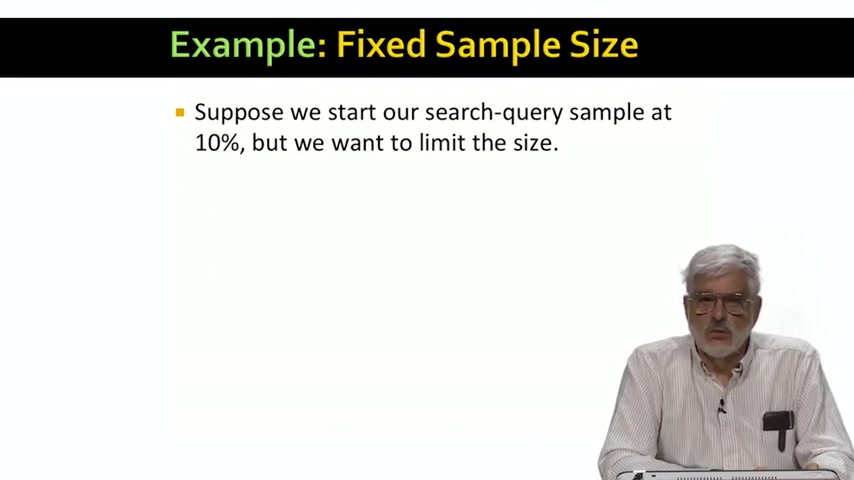 Example: Fixed Sample Size
Suppose we start our search-query sample at
10%, but we want to limit the size.